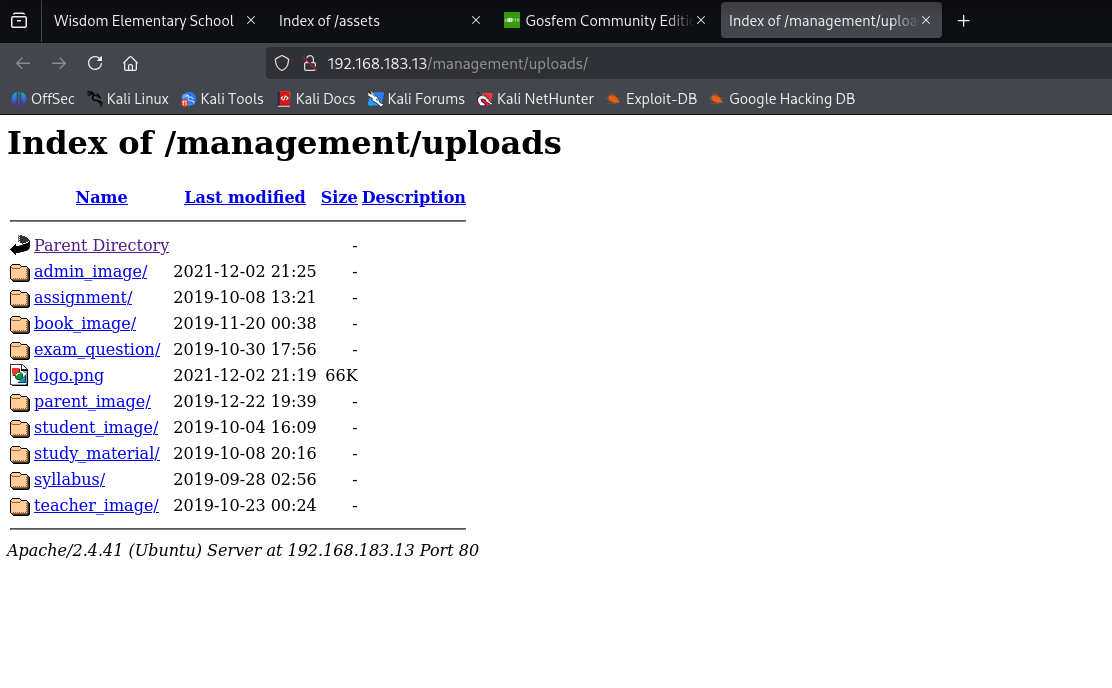 Wisdom Elementary School
Index of /assets
Gosfem Community Editi
Index of /management/uploa
192.168.183.13/management/uploads/
OffSec Kali Linux Kali Tools Kali Docs Kali Forums Kali NetHunter Exploit-DB Google Hacking DB
Index of /management/uploads
Name Last modified Size Description
Parent Directory -
admin_image/ 2021-12-02 21:25 -
assignment/ 2019-10-08 13:21 -
book_image/ 2019-11-20 00:38 -
exam_question/ 2019-10-30 17:56 -
logo.png 2021-12-02 21:19 66K
parent_image/ 2019-12-22 19:39 -
student_image/ 2019-10-04 16:09 -
study_material/ 2019-10-08 20:16 -
syllabus/ 2019-09-28 02:56 -
teacher_image/ 2019-10-23 00:24 -
Apache/2.4.41 (Ubuntu) Server at 192.168.183.13 Port 80